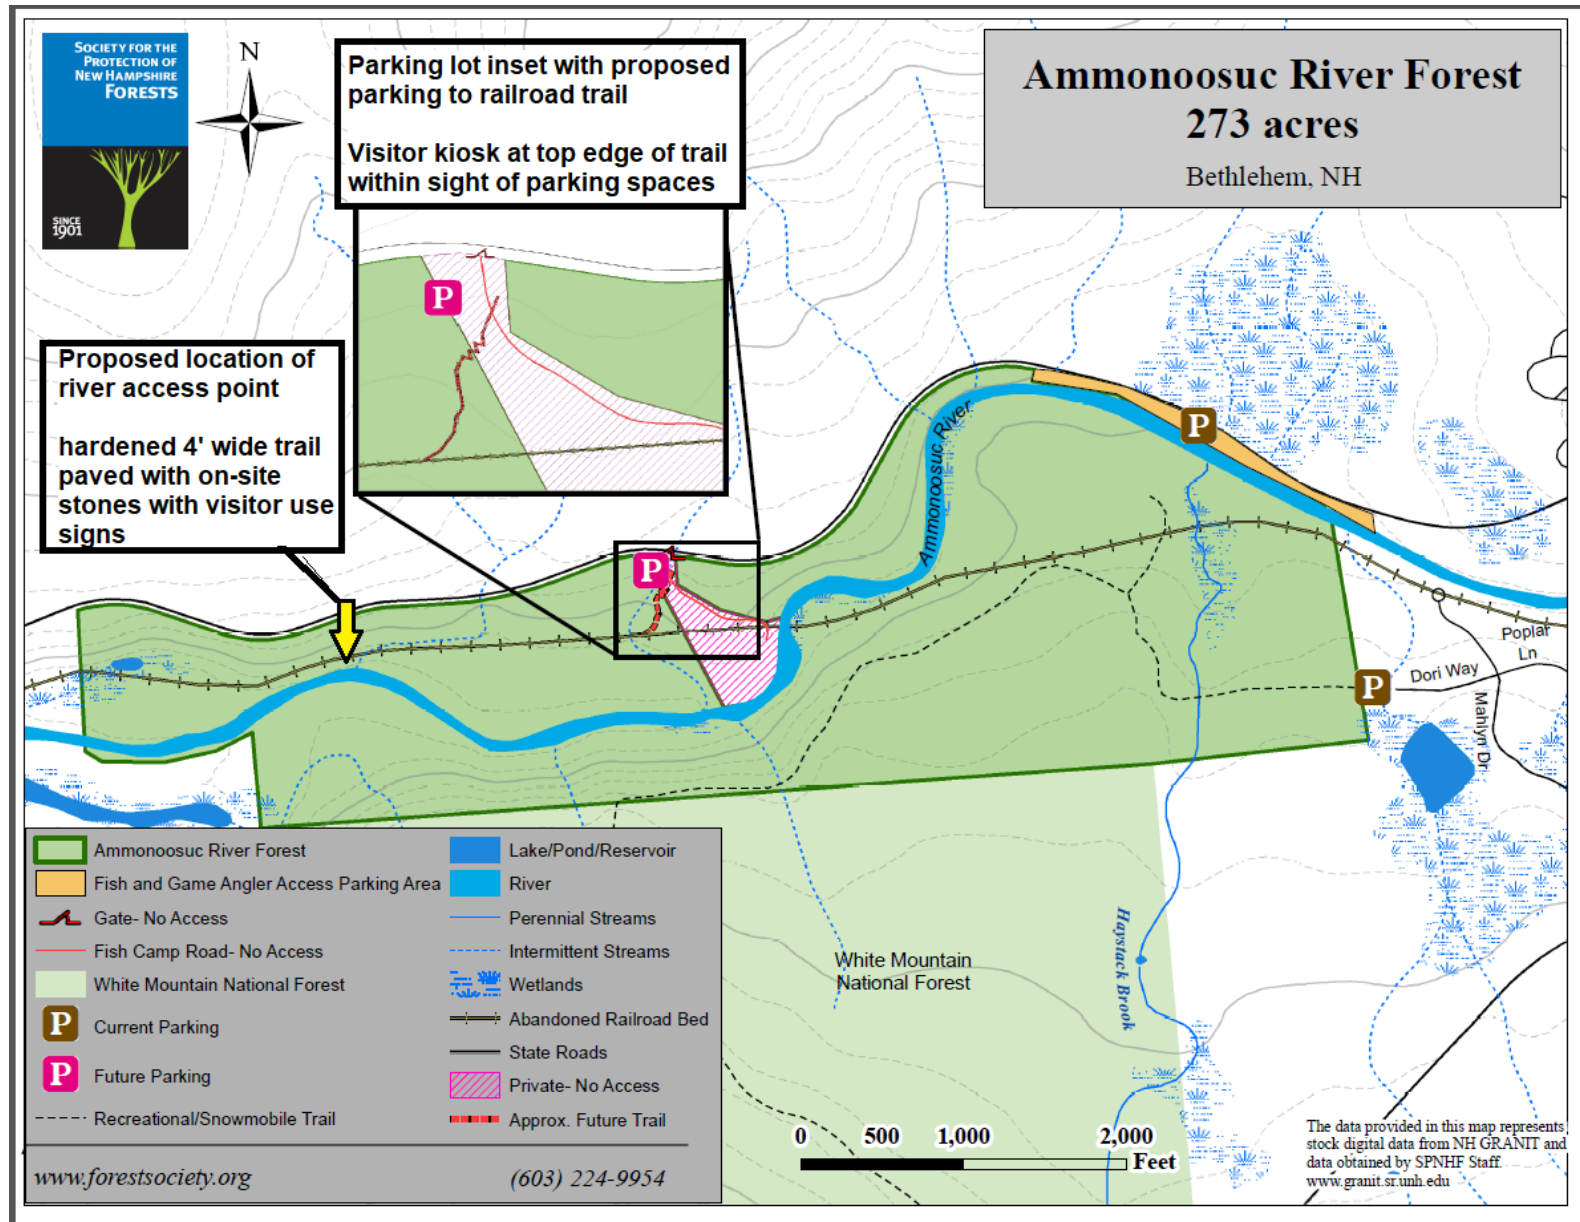 SOCIETY FOR THE
PROTECTION OF
NEW HAMPSHIRE
FORESTS
SINCE
1901
N
Parking lot inset with proposed
parking to railroad trail
Visitor kiosk at top edge of trail
within sight of parking spaces
Ammonoosuc River Forest
273 acres
Bethlehem, NH
P
Proposed location of
river access point
hardened 4' wide trail
paved with on-site
stones with visitor use
signs
P
P
Ammonoosuc River
P
Poplar
Ln
Dori Way
Mahlyn Dr
White Mountain
National Forest
Haystack Brook
Ammonoosuc River Forest
Fish and Game Angler Access Parking Area
Gate- No Access
Fish Camp Road- No Access
White Mountain National Forest
P Current Parking
P Future Parking
Recreational/Snowmobile Trail
Lake/Pond/Reservoir
River
Perennial Streams
Intermittent Streams
Wetlands
Abandoned Railroad Bed
State Roads
Private- No Access
Approx. Future Trail
www.forestsociety.org
(603) 224-9954
0 500 1,000 2,000
Feet
The data provided in this map represents
stock digital data from NH GRANIT and
data obtained by SPNHF Staff.
www.granit.sr.unh.edu